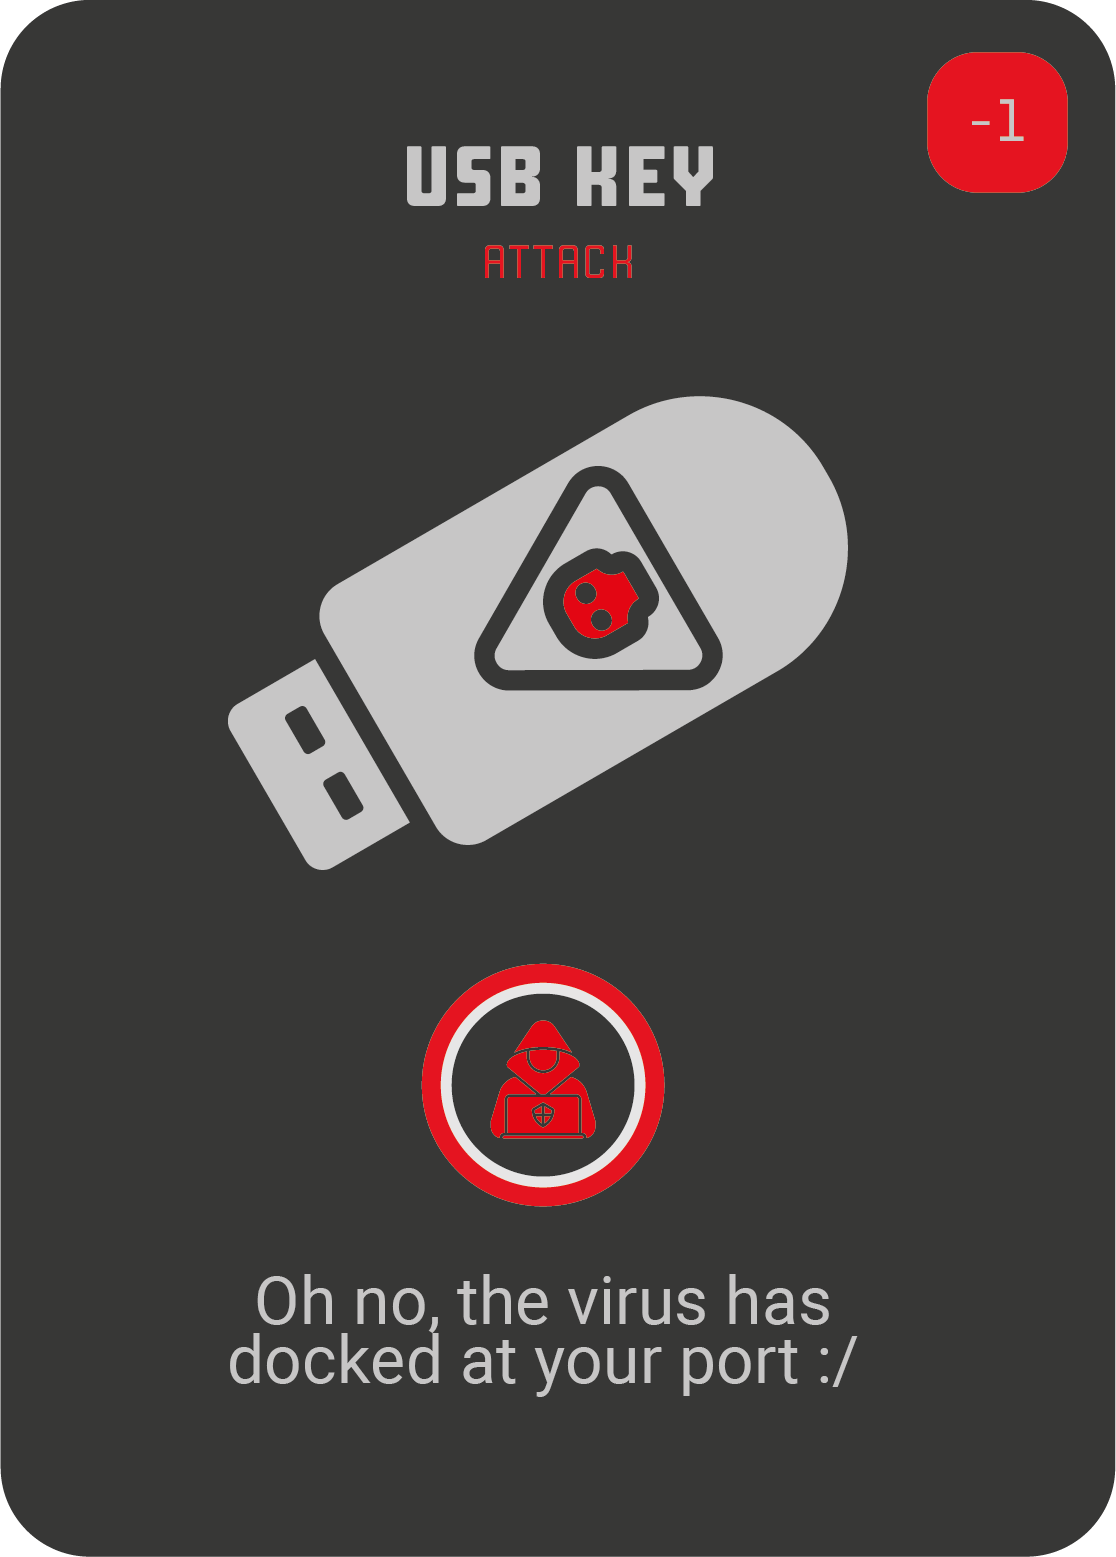 -1
USB KEY
ATTACK
Oh no, the virus has
docked at your port :/